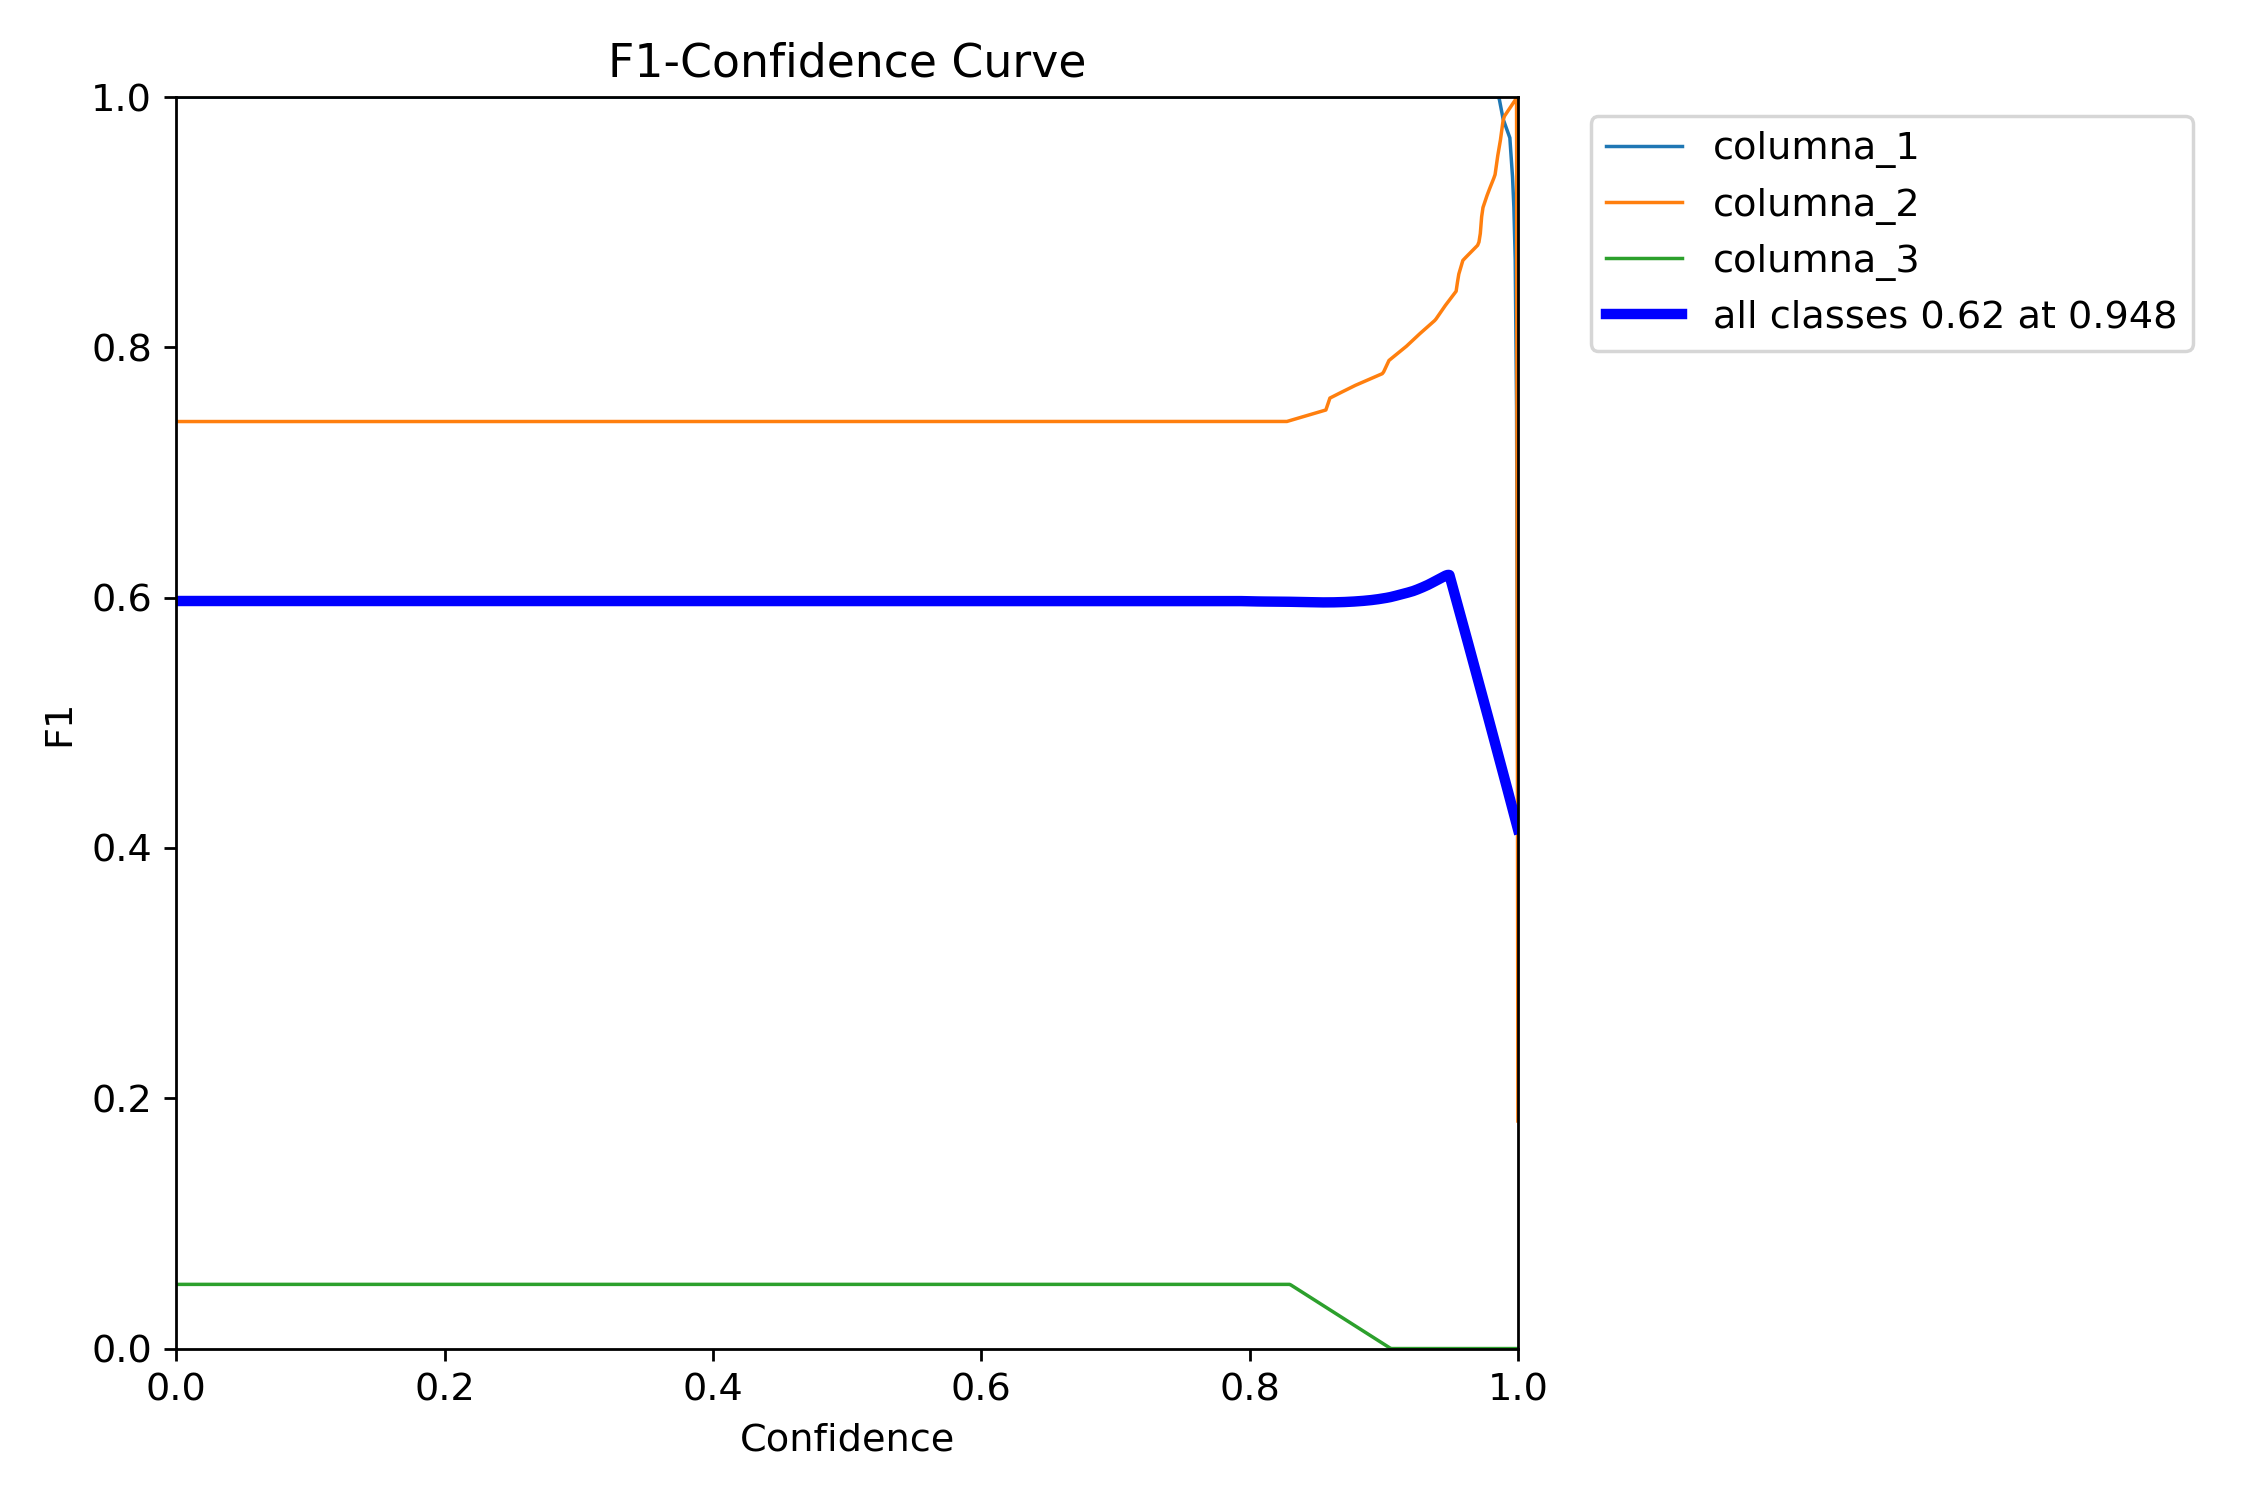 F1-Confidence Curve
columna_1
columna_2
columna_3
all classes 0.62 at 0.948
F1
1.0
0.8
0.6
0.4
0.2
0.0
0.0 0.2 0.4 0.6 0.8 1.0
Confidence